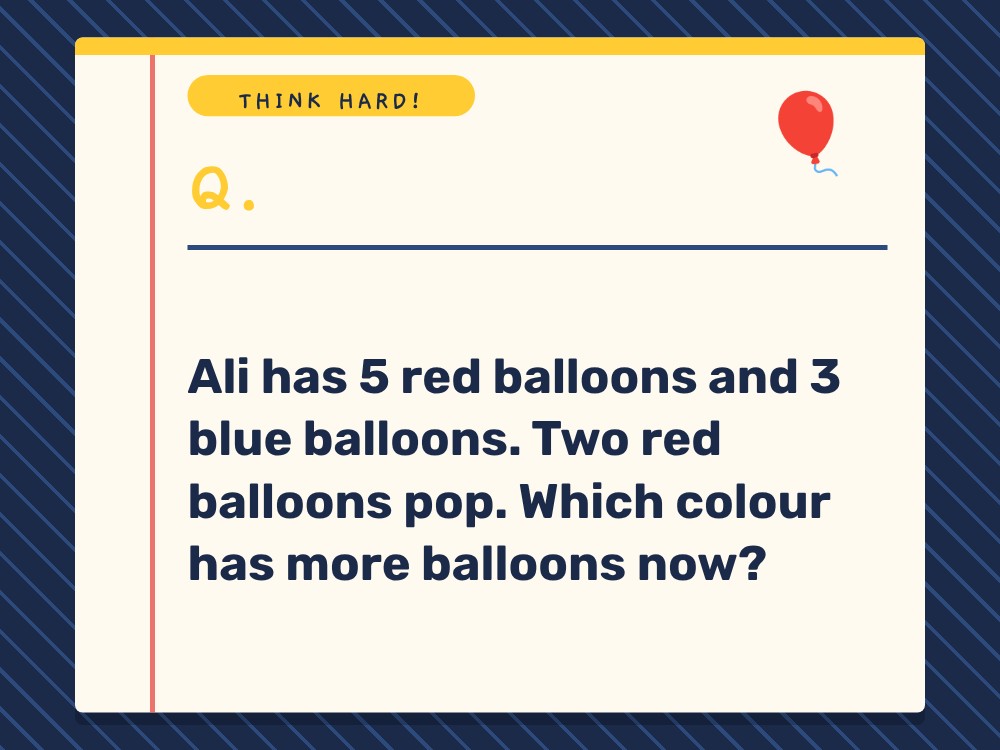 THINK HARD!
Q.
Ali has 5 red balloons and 3
blue balloons. Two red
balloons pop. Which colour
has more balloons now?